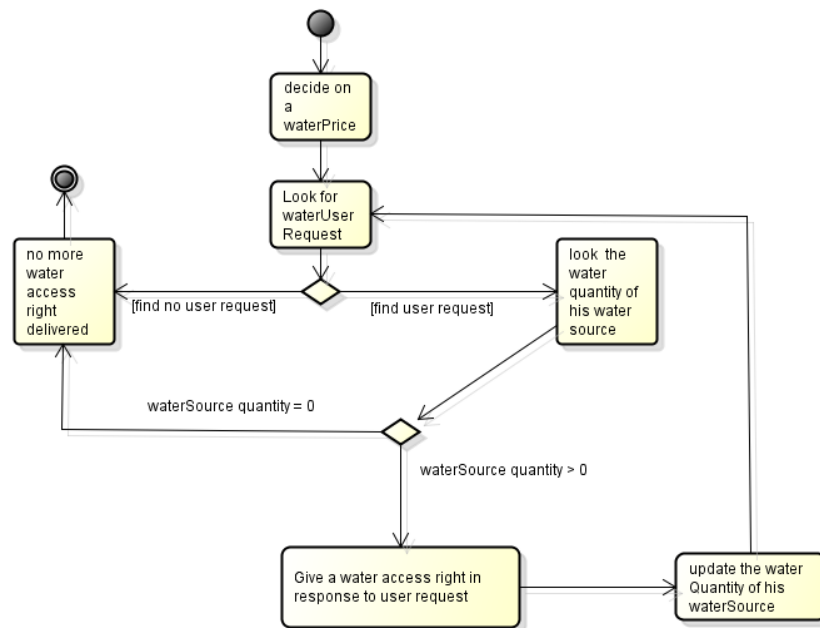 decide on
a
waterPrice
Look for
waterUser
Request
no more
water
access
right
delivered
look the
water
quantity of
his water
source
[find no user request]
[find user request]
waterSource quantity = 0
waterSource quantity > 0
Give a water access right in
response to user request
update the water
Quantity of his
waterSource